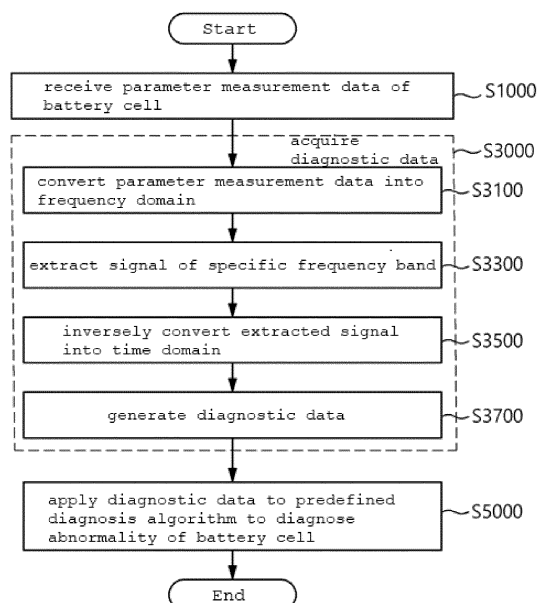 Start
receive parameter measurement data of
battery cell
S1000
acquire
diagnostic data
S3000
convert parameter measurement data into
frequency domain
S3100
extract signal of specific frequency band
S3300
inversely convert extracted signal
into time domain
S3500
generate diagnostic data
S3700
apply diagnostic data to predefined
diagnosis algorithm to diagnose
abnormality of battery cell
S5000
End